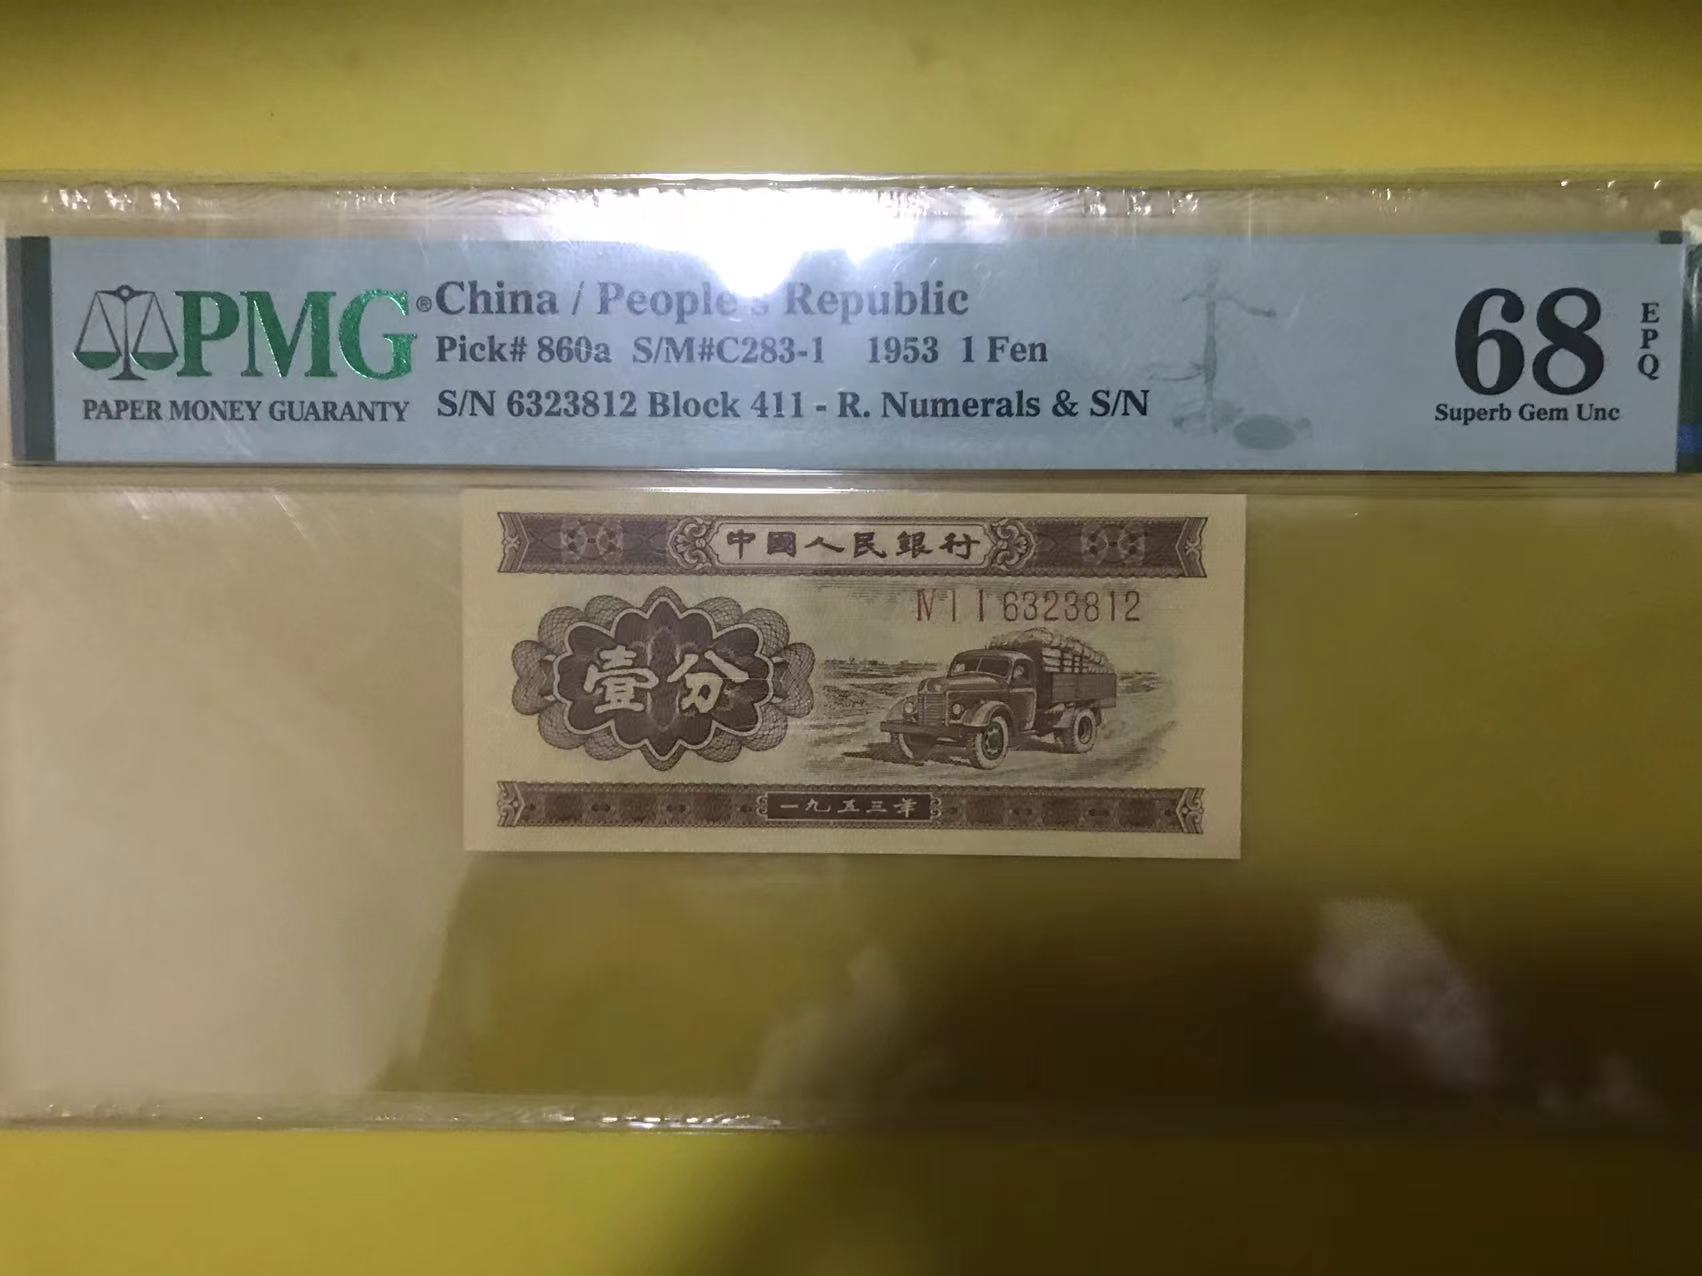 PMG®
PAPER MONEY GUARANTY
China / People's Republic
Pick# 860a S/M#C283-1 1953 1 Fen
S/N 6323812 Block 411 - R. Numerals & S/N
68
EPQ
Superb Gem Unc
中國人民銀行
Ⅳ Ⅰ Ⅰ 6323812
壹分
一九五三年